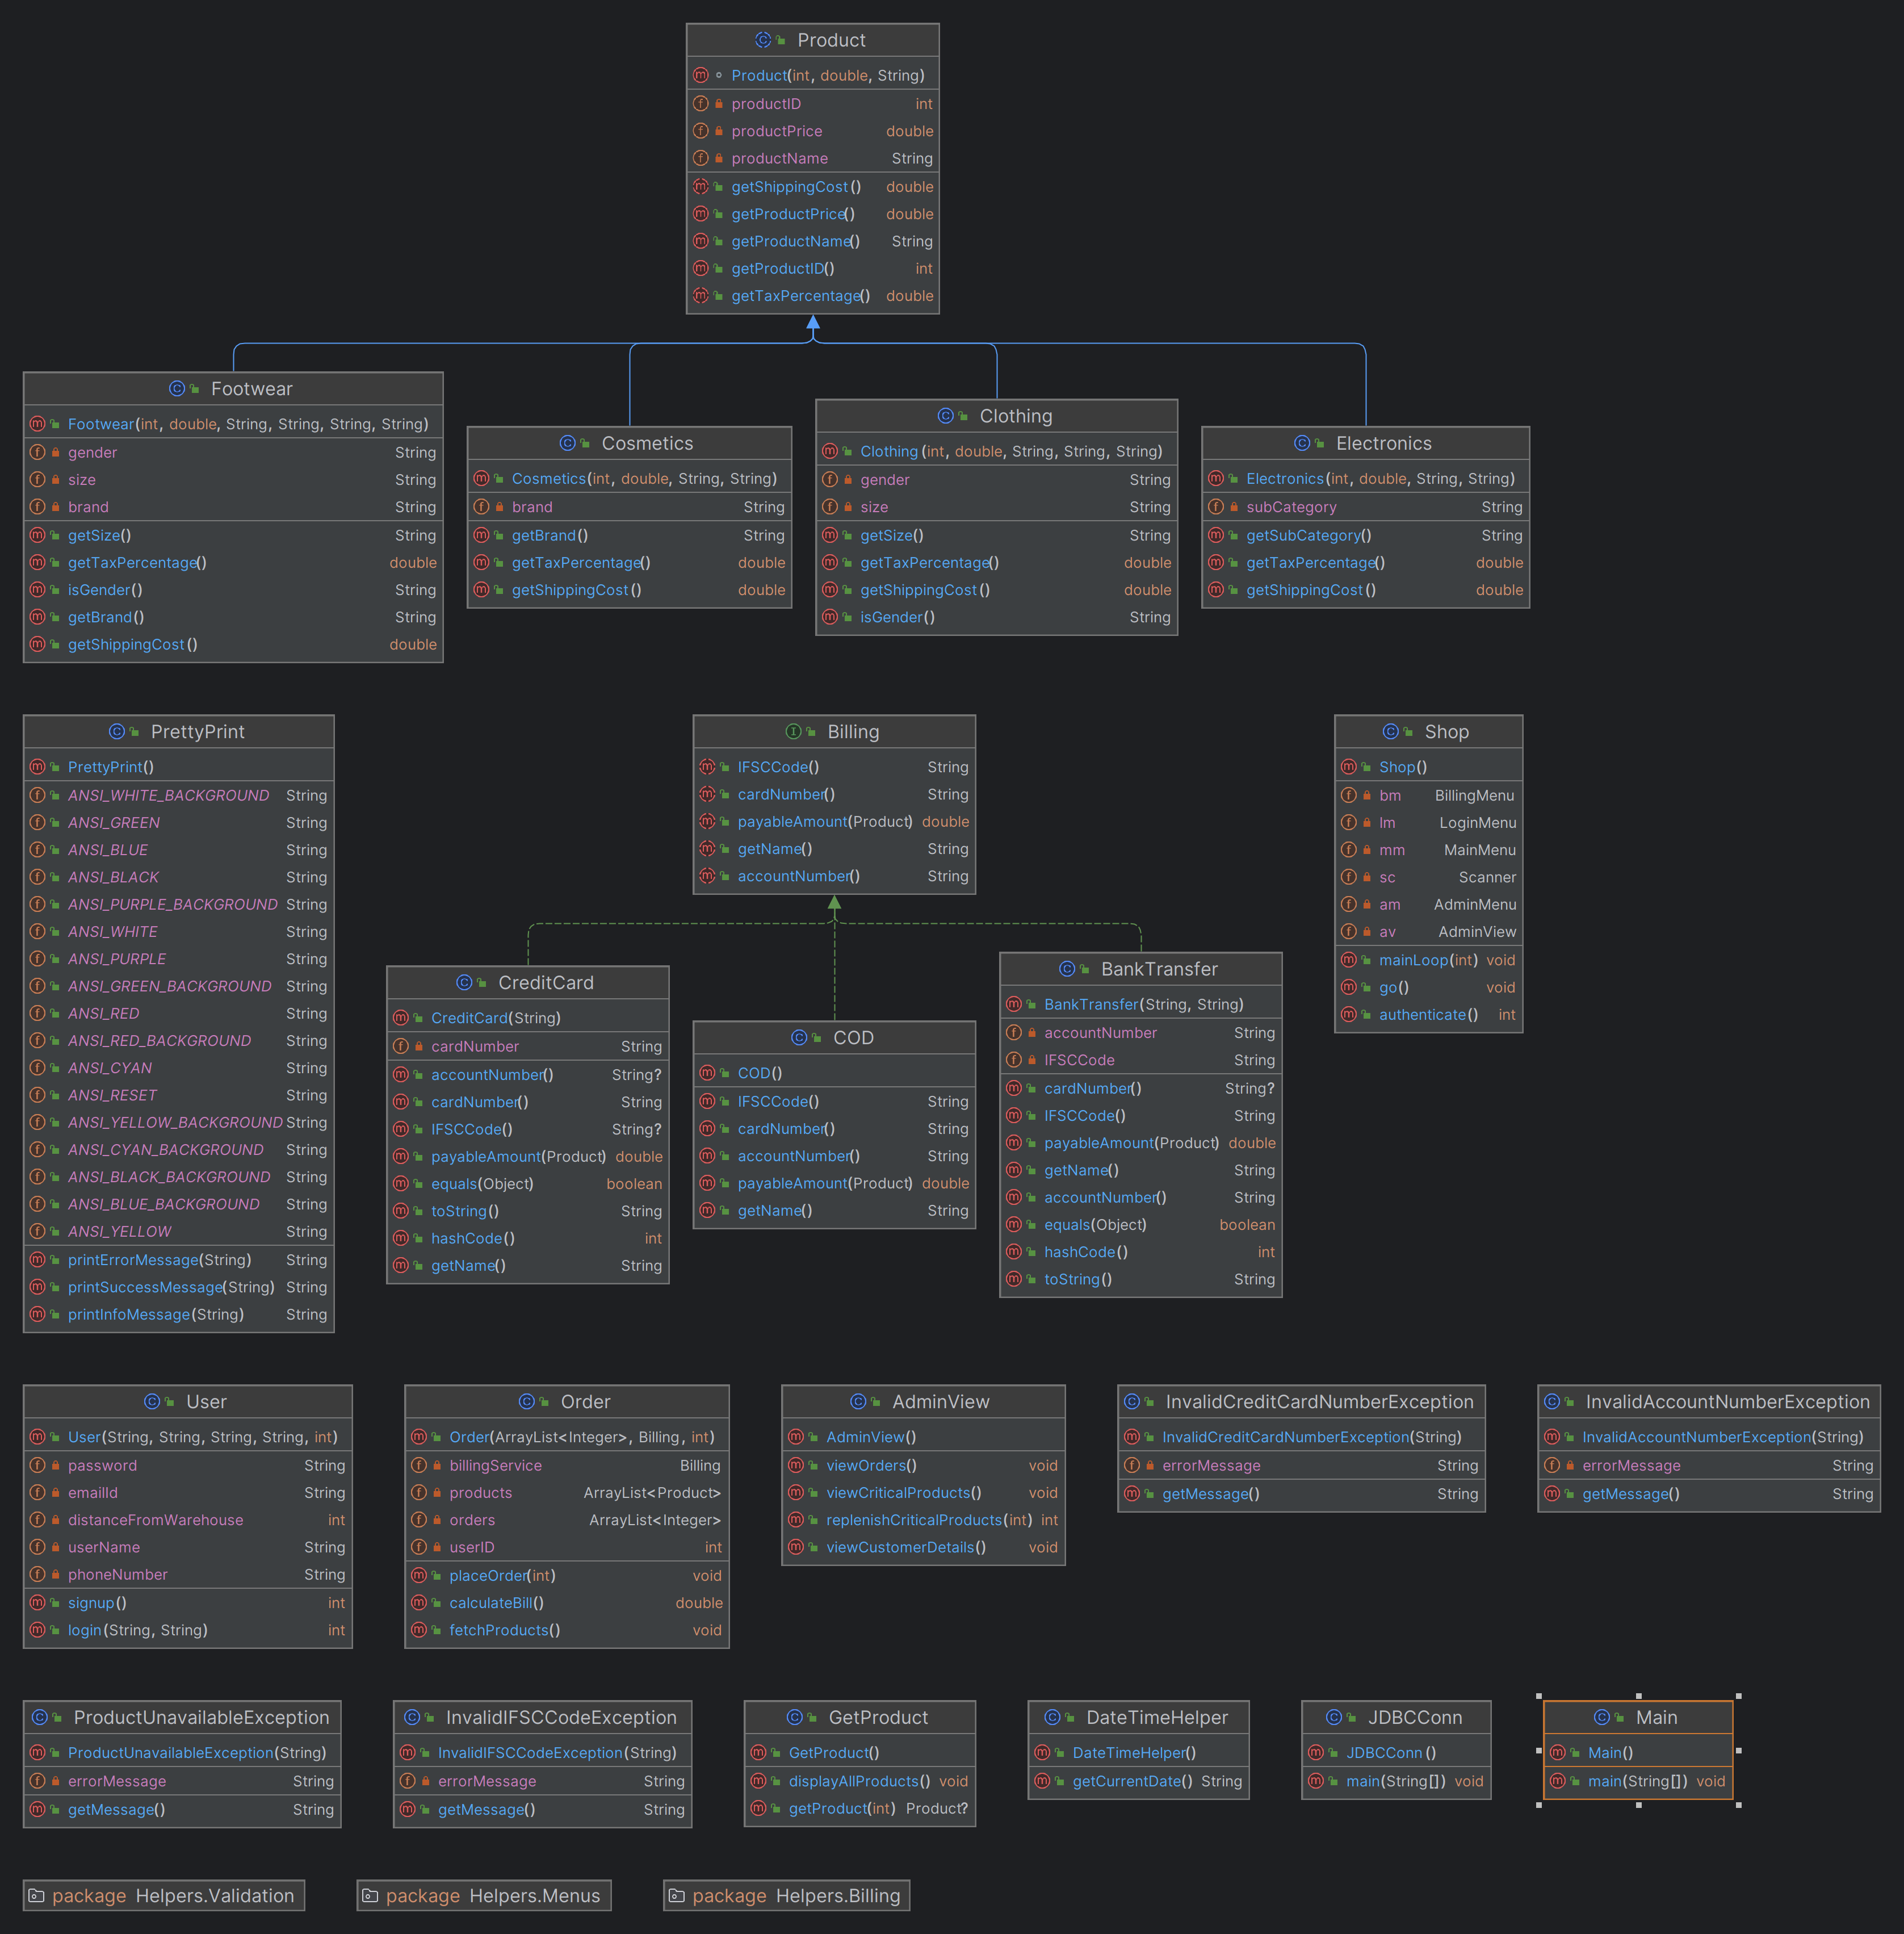 Product
Product(int, double, String)
productID int
productPrice double
productName String
getShippingCost() double
getProductPrice() double
getProductName() String
getProductID() int
getTaxPercentage() double
Footwear
Footwear(int, double, String, String, String, String)
gender String
size String
brand String
getSize() String
getTaxPercentage() double
isGender() String
getBrand() String
getShippingCost() double
Cosmetics
Cosmetics(int, double, String, String)
brand String
getBrand() String
getTaxPercentage() double
getShippingCost() double
Clothing
Clothing(int, double, String, String, String)
gender String
size String
getSize() String
getTaxPercentage() double
getShippingCost() double
isGender() String
Electronics
Electronics(int, double, String, String)
subCategory String
getSubCategory() String
getTaxPercentage() double
getShippingCost() double
PrettyPrint
PrettyPrint()
ANSI_WHITE_BACKGROUND String
ANSI_GREEN String
ANSI_BLUE String
ANSI_BLACK String
ANSI_PURPLE_BACKGROUND String
ANSI_WHITE String
ANSI_PURPLE String
ANSI_GREEN_BACKGROUND String
ANSI_RED String
ANSI_RED_BACKGROUND String
ANSI_CYAN String
ANSI_RESET String
ANSI_YELLOW_BACKGROUND String
ANSI_CYAN_BACKGROUND String
ANSI_BLACK_BACKGROUND String
ANSI_BLUE_BACKGROUND String
ANSI_YELLOW String
printErrorMessage(String) String
printSuccessMessage(String) String
printInfoMessage(String) String
Billing
IFSCCode() String
cardNumber() String
payableAmount(Product) double
getName() String
accountNumber() String
Shop
Shop()
bm BillingMenu
lm LoginMenu
mm MainMenu
sc Scanner
am AdminMenu
av AdminView
mainLoop(int) void
go() void
authenticate() int
CreditCard
CreditCard(String)
cardNumber String
accountNumber() String?
cardNumber() String
IFSCCode() String?
payableAmount(Product) double
equals(Object) boolean
toString() String
hashCode() int
getName() String
COD
COD()
IFSCCode() String
cardNumber() String
accountNumber() String
payableAmount(Product) double
getName() String
BankTransfer
BankTransfer(String, String)
accountNumber String
IFSCCode String
cardNumber() String?
IFSCCode() String
payableAmount(Product) double
getName() String
accountNumber() String
equals(Object) boolean
hashCode() int
toString() String
User
User(String, String, String, String, int)
password String
emailId String
distanceFromWarehouse int
userName String
phoneNumber String
signup() int
login(String, String) int
Order
Order(ArrayList<Integer>, Billing, int)
billingService Billing
products ArrayList<Product>
orders ArrayList<Integer>
userID int
placeOrder(int) void
calculateBill() double
fetchProducts() void
AdminView
AdminView()
viewOrders() void
viewCriticalProducts() void
replenishCriticalProducts(int) int
viewCustomerDetails() void
InvalidCreditCardNumberException
InvalidCreditCardNumberException(String)
errorMessage String
getMessage() String
InvalidAccountNumberException
InvalidAccountNumberException(String)
errorMessage String
getMessage() String
ProductUnavailableException
ProductUnavailableException(String)
errorMessage String
getMessage() String
InvalidIFSCCodeException
InvalidIFSCCodeException(String)
errorMessage String
getMessage() String
GetProduct
GetProduct()
displayAllProducts() void
getProduct(int) Product?
DateTimeHelper
DateTimeHelper()
getCurrentDate() String
JDBCConn
JDBCConn()
main(String[]) void
Main
Main()
main(String[]) void
package Helpers.Validation
package Helpers.Menus
package Helpers.Billing